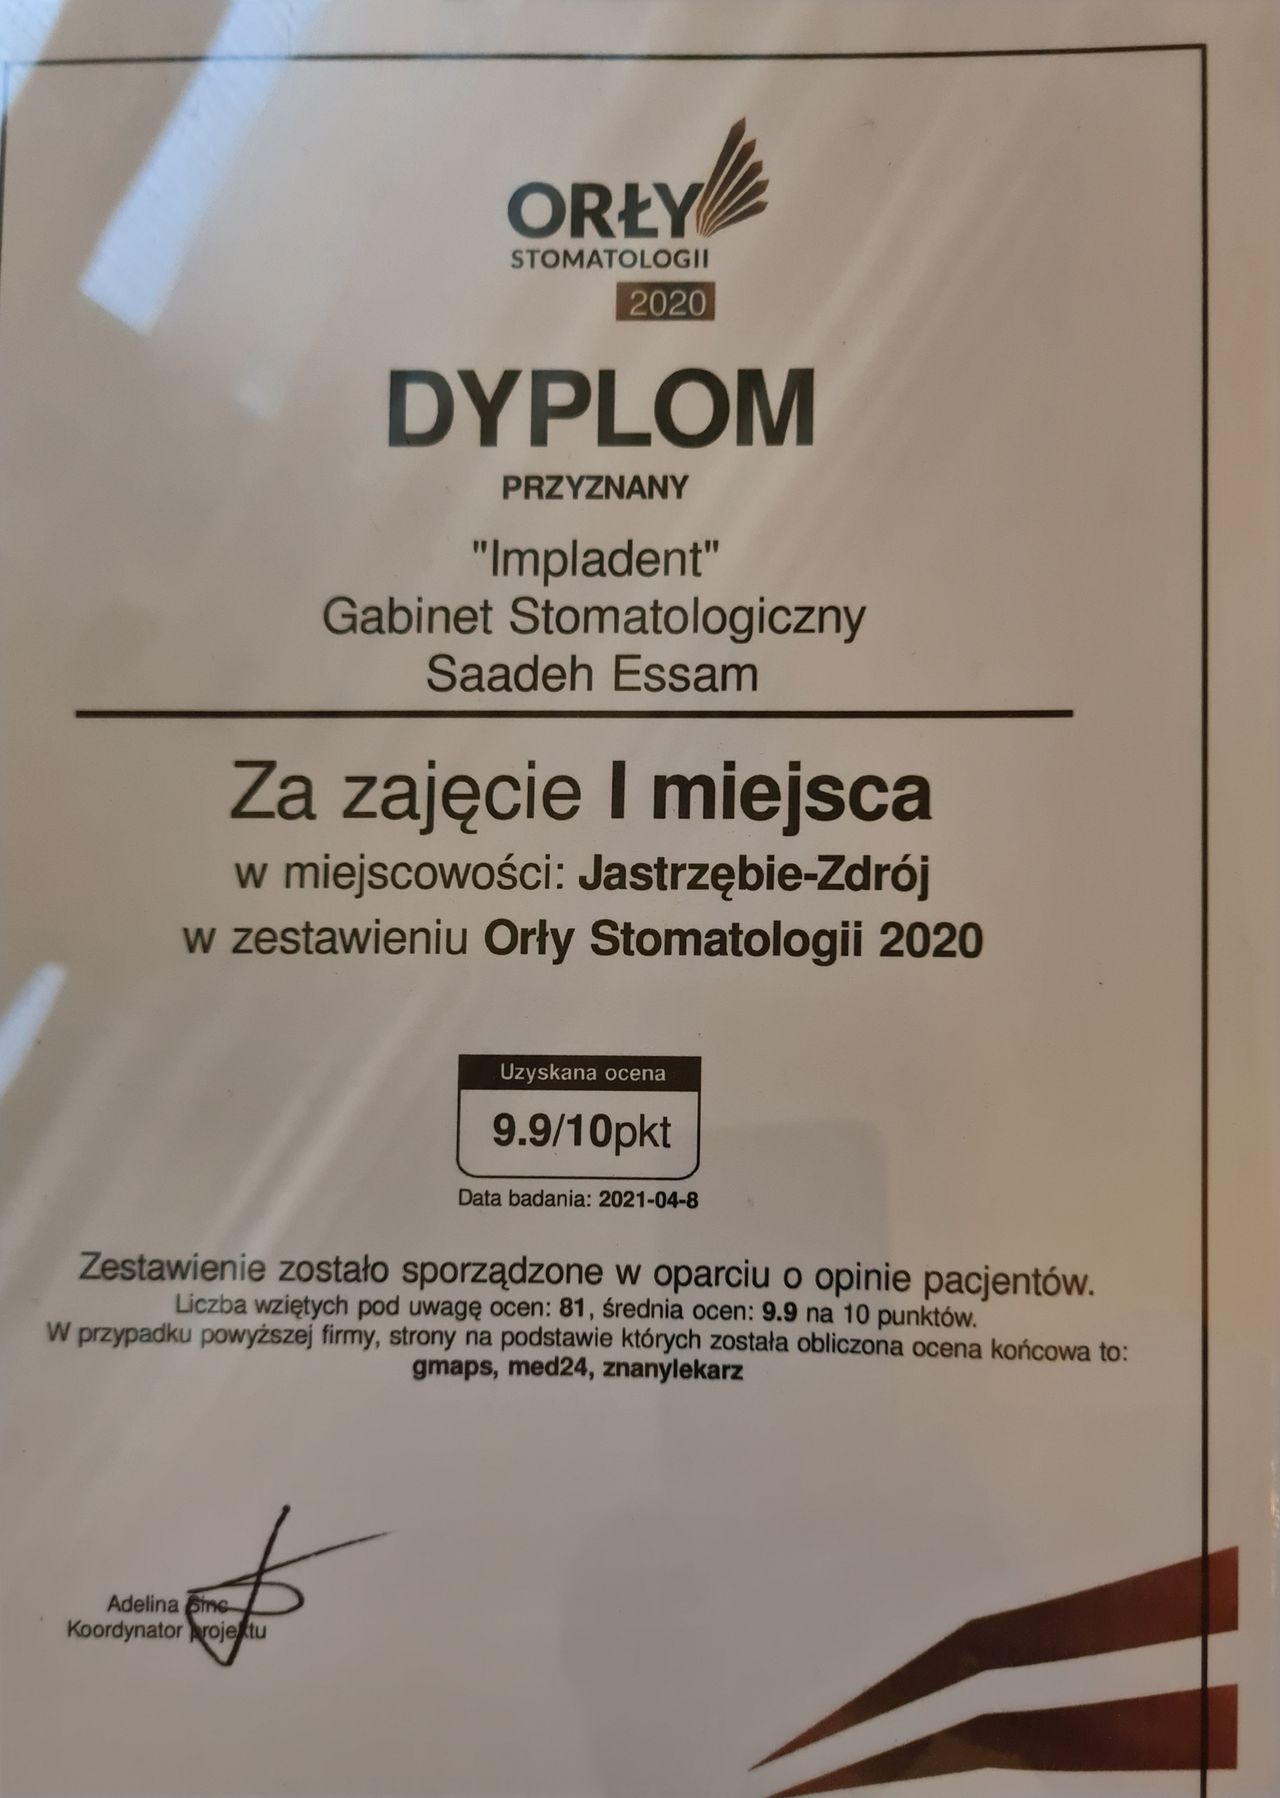 ORŁY
STOMATOLOGII
2020
DYPLOM
PRZYZNANY
"Impladent"
Gabinet Stomatologiczny
Saadeh Essam
Za zajęcie I miejsca
w miejscowości: Jastrzębie-Zdrój
w zestawieniu Orły Stomatologii 2020
Uzyskana ocena
9.9/10pkt
Data badania: 2021-04-8
Zestawienie zostało sporządzone w oparciu o opinie pacjentów.
Liczba wziętych pod uwagę ocen: 81, średnia ocen: 9.9 na 10 punktów.
W przypadku powyższej firmy, strony na podstawie których została obliczona ocena końcowa to:
gmaps, med24, znanylekarz
Adelina
Koordynator projektu